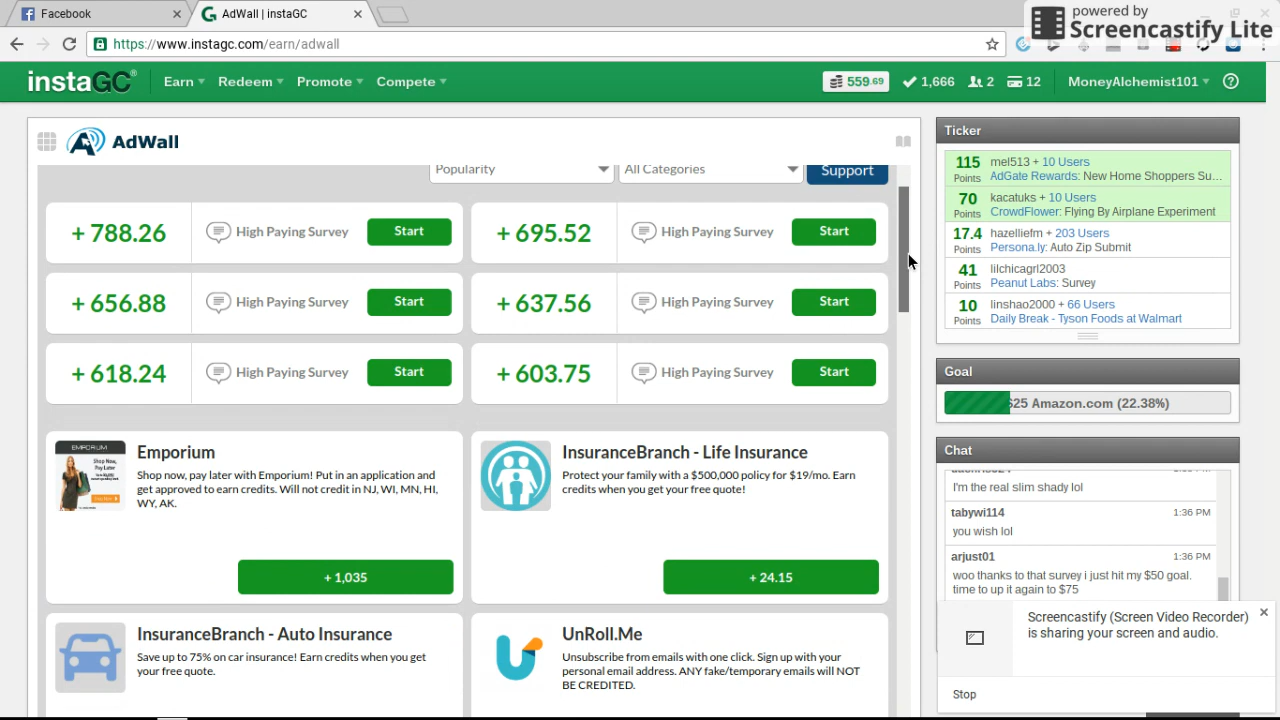 Facebook
AdWall | instaGC
powered by
Screencastify Lite
https://www.instagc.com/earn/adwall
instaGC
Earn
Redeem
Promote
Compete
559.69
1,666
2
12
MoneyAlchemist101
AdWall
Popularity
All Categories
Support
+ 788.26
High Paying Survey
Start
+ 695.52
High Paying Survey
Start
+ 656.88
High Paying Survey
Start
+ 637.56
High Paying Survey
Start
+ 618.24
High Paying Survey
Start
+ 603.75
High Paying Survey
Start
EMPORIUM
Emporium
Shop now, pay later with Emporium! Put in an application and
get approved to earn credits. Will not credit in NJ, WI, MN, HI,
WY, AK.
+ 1,035
InsuranceBranch - Life Insurance
Protect your family with a $500,000 policy for $19/mo. Earn
credits when you get your free quote!
+ 24.15
InsuranceBranch - Auto Insurance
Save up to 75% on car insurance! Earn credits when you get
your free quote.
UnRoll.Me
Unsubscribe from emails with one click. Sign up with your
personal email address. ANY fake/temporary emails will NOT
BE CREDITED.
Ticker
115
Points
mel513 + 10 Users
AdGate Rewards: New Home Shoppers Su...
70
Points
kacatuks + 10 Users
CrowdFlower: Flying By Airplane Experiment
17.4
Points
hazelliefm + 203 Users
Persona.ly: Auto Zip Submit
41
Points
lilchicagrl2003
Peanut Labs: Survey
10
Points
linshao2000 + 66 Users
Daily Break - Tyson Foods at Walmart
Goal
$25 Amazon.com (22.38%)
Chat
I'm the real slim shady lol
tabywi114
1:36 PM
you wish lol
arjust01
1:36 PM
woo thanks to that survey i just hit my $50 goal.
time to up it again to $75
Screencastify (Screen Video Recorder)
is sharing your screen and audio.
Stop